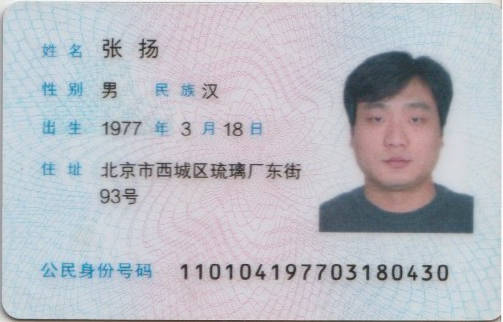 姓名 张扬
性别 男 民族 汉
出生 1977 年 3 月 18 日
住址 北京市西城区琉璃厂东街
93号
公民身份号码 110104197703180430